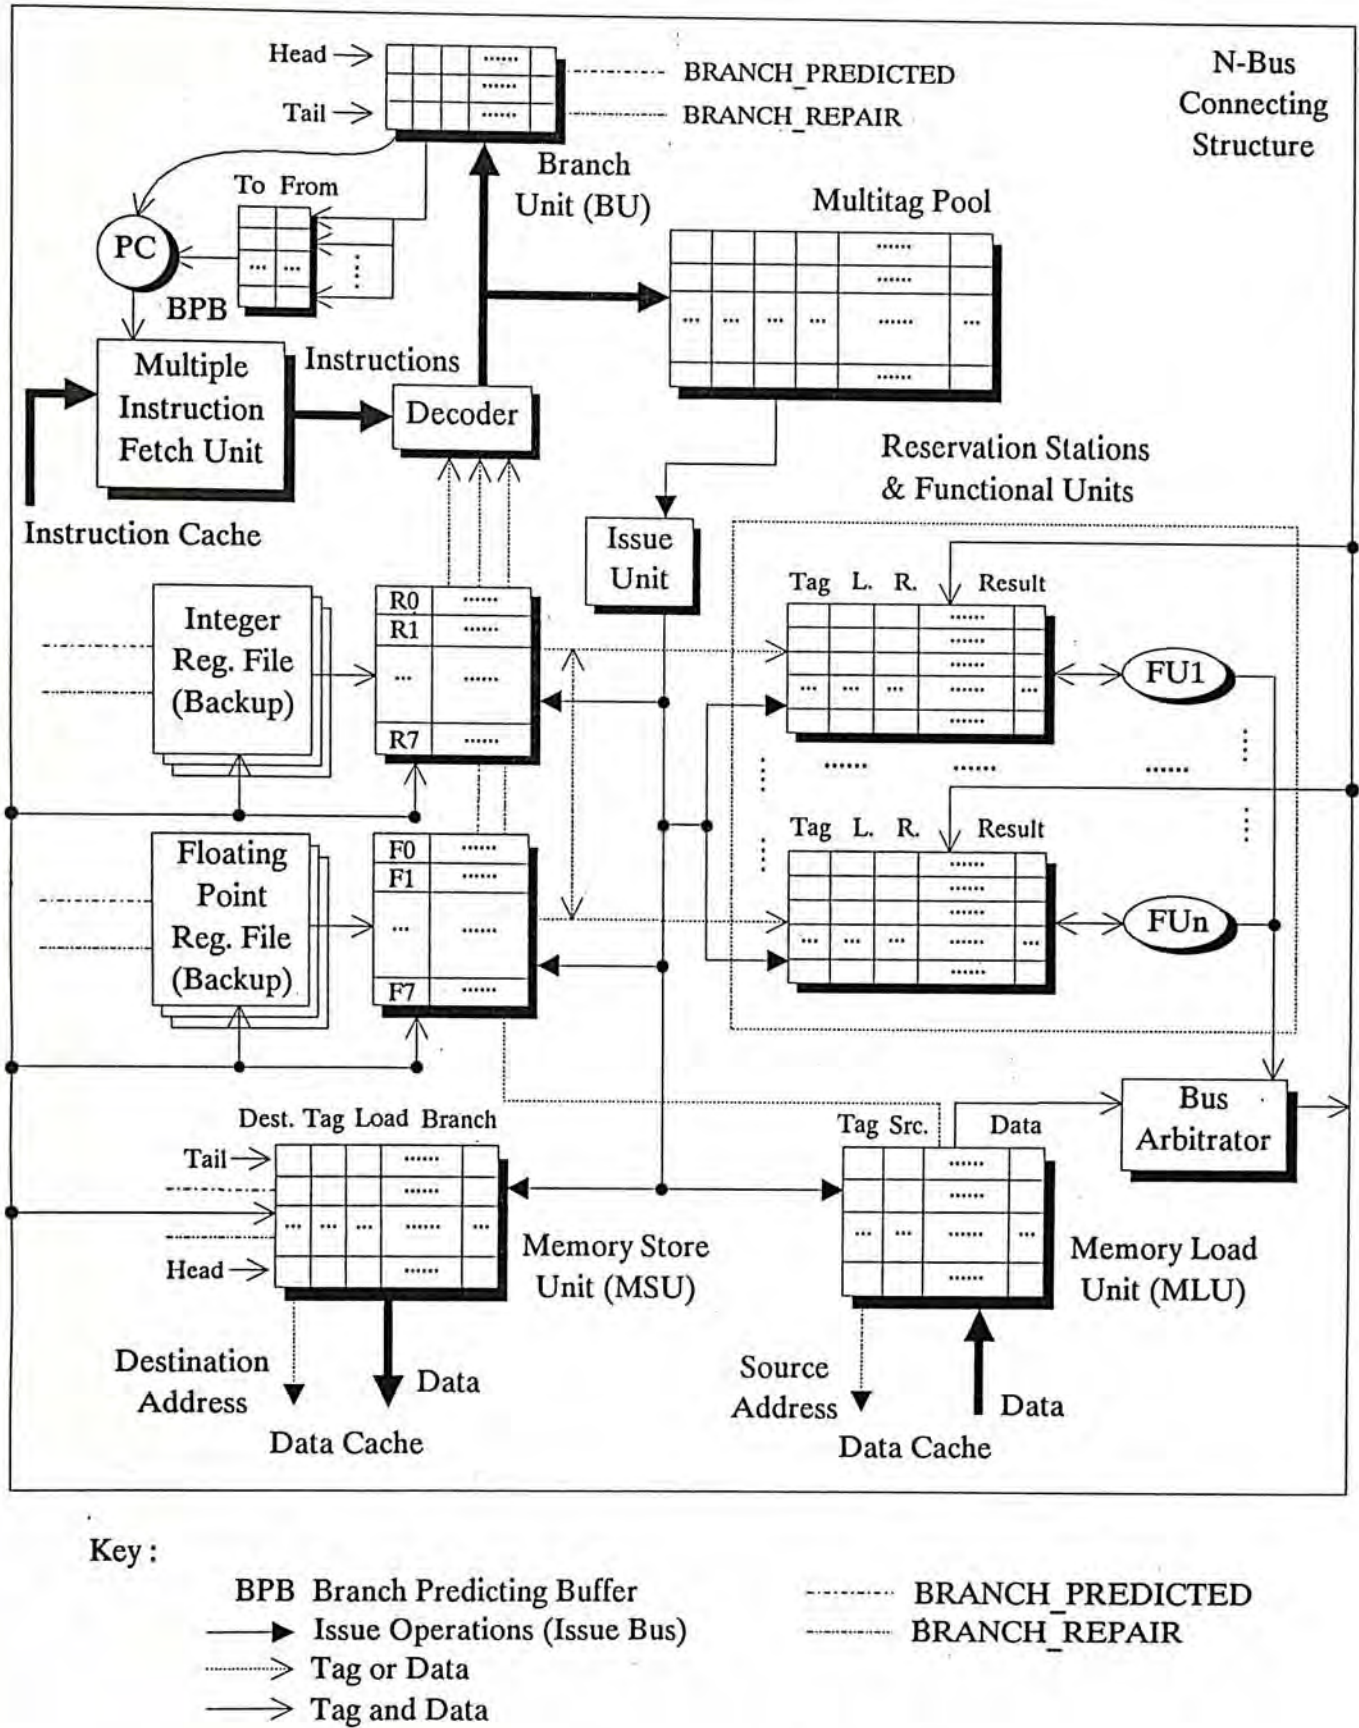 Head
Tail
BRANCH_PREDICTED
BRANCH_REPAIR
N-Bus
Connecting
Structure
Branch
Unit (BU)
To From
PC
BPB
Multitag Pool
Multiple
Instruction
Fetch Unit
Instructions
Decoder
Instruction Cache
Issue
Unit
Reservation Stations
& Functional Units
Integer
Reg. File
(Backup)
R0 ......
R1 ......
... ......
R7 ......
Tag L. R. Result
FU1
Floating
Point
Reg. File
(Backup)
F0 ......
F1 ......
... ......
F7 ......
Tag L. R. Result
FUn
Bus
Arbitrator
Dest. Tag Load Branch
Tail
Head
Memory Store
Unit (MSU)
Tag Src. Data
Memory Load
Unit (MLU)
Destination
Address
Data
Data Cache
Source
Address
Data
Data Cache
Key :
BPB Branch Predicting Buffer
Issue Operations (Issue Bus)
Tag or Data
Tag and Data
BRANCH_PREDICTED
BRANCH_REPAIR